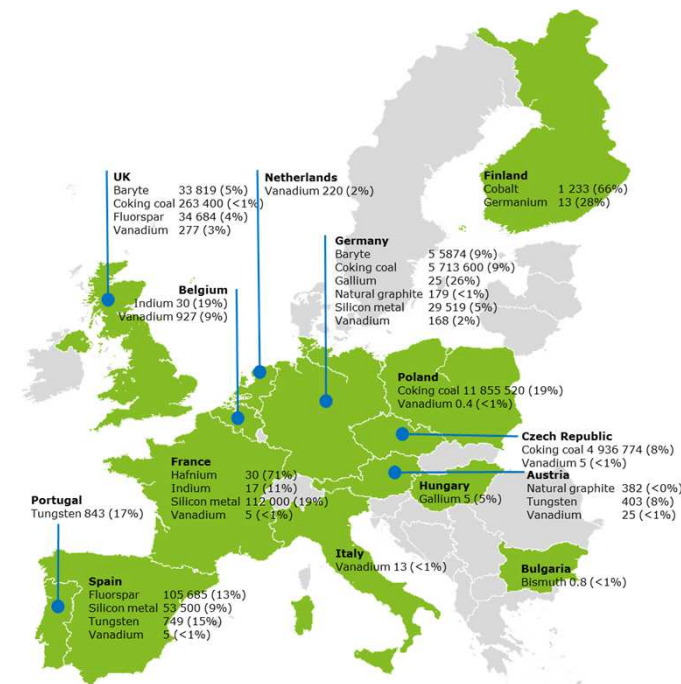 UK
Baryte 33 819 (5%)
Coking coal 263 400 (<1%)
Fluorspar 34 684 (4%)
Vanadium 277 (3%)
Netherlands
Vanadium 220 (2%)
Finland
Cobalt 1 233 (66%)
Germanium 13 (28%)
Germany
Baryte 5 5874 (9%)
Coking coal 5 713 600 (9%)
Gallium 25 (26%)
Natural graphite 179 (<1%)
Silicon metal 29 519 (5%)
Vanadium 168 (2%)
Belgium
Indium 30 (19%)
Vanadium 927 (9%)
Poland
Coking coal 11 855 520 (19%)
Vanadium 0.4 (<1%)
Czech Republic
Coking coal 4 936 774 (8%)
Vanadium 5 (<1%)
France
Hafnium 30 (71%)
Indium 17 (11%)
Silicon metal 112 000 (19%)
Vanadium 5 (<1%)
Austria
Natural graphite 382 (<0%)
Tungsten 403 (8%)
Vanadium 25 (<1%)
Hungary
Gallium 5 (5%)
Portugal
Tungsten 843 (17%)
Italy
Vanadium 13 (<1%)
Bulgaria
Bismuth 0.8 (<1%)
Spain
Fluorspar 105 685 (13%)
Silicon metal 53 500 (9%)
Tungsten 749 (15%)
Vanadium 5 (<1%)